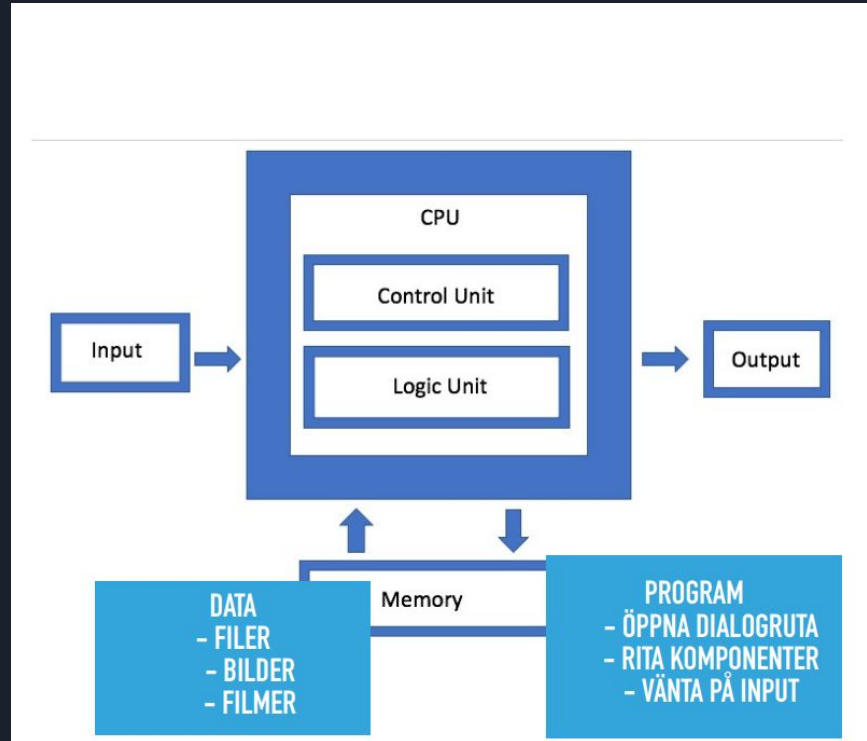 CPU
Control Unit
Input
Logic Unit
Output
Memory
DATA
- FILER
- BILDER
- FILMER
PROGRAM
- ÖPPNA DIALOGRUTA
- RITA KOMPONENTER
- VÄNTA PÅ INPUT